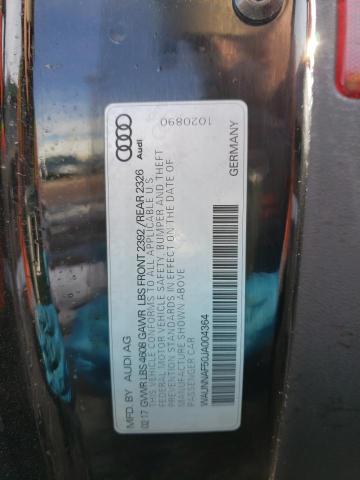 MFD. BY AUDI AG
02 17 GVWR LBS 4608 GAWR LBS FRONT 2392 /REAR 2326
THIS VEHICLE CONFORMS TO ALL APPLICABLE U S
FEDERAL MOTOR VEHICLE SAFETY, BUMPER AND THEFT
PREVENTION STANDARDS IN EFFECT ON THE DATE OF
MANUFACTURE SHOWN ABOVE
PASSENGER CAR
WAUNNAF50JA004364
GERMANY
Audi
1020890